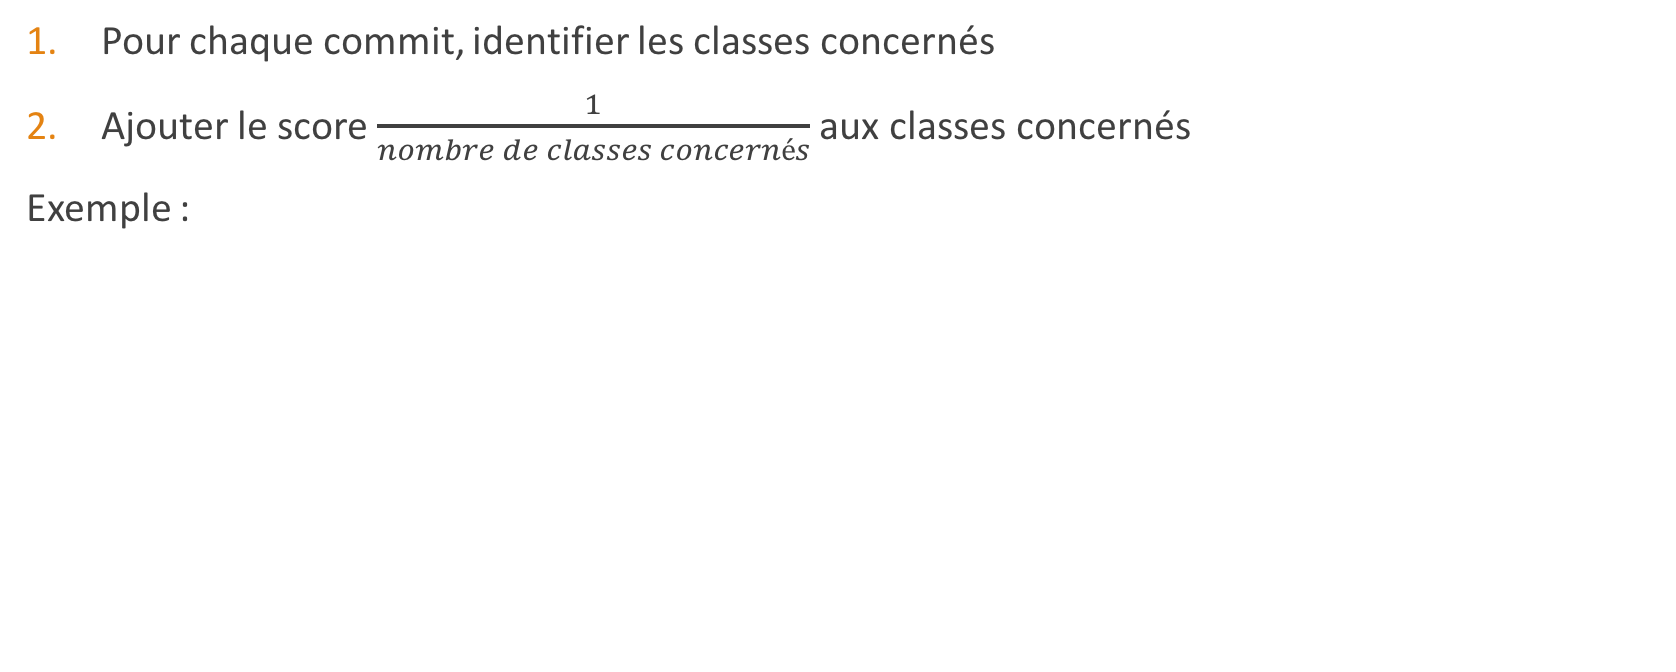 1. Pour chaque commit, identifier les classes concernés
2. Ajouter le score 1/nombre de classes concernés aux classes concernés
Exemple :